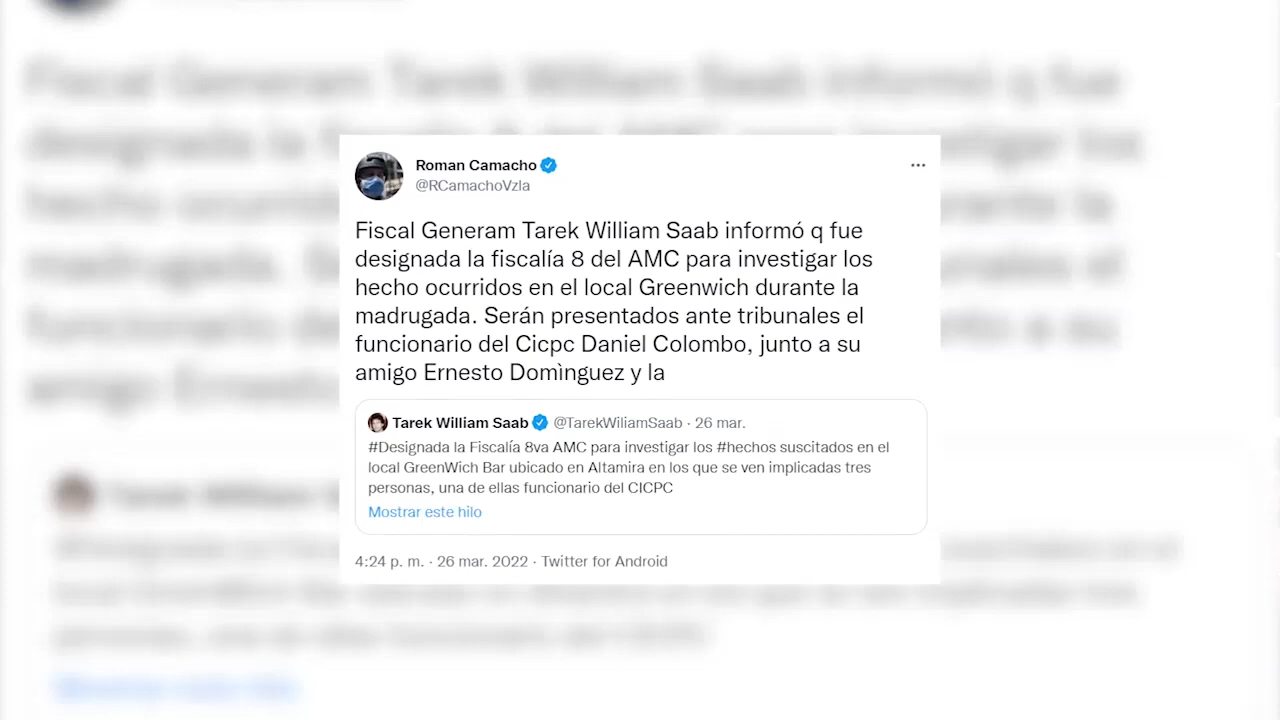 Roman Camacho
@RCamachoVzla
Fiscal Generam Tarek William Saab informó q fue
designada la fiscalía 8 del AMC para investigar los
hecho ocurridos en el local Greenwich durante la
madrugada. Serán presentados ante tribunales el
funcionario del Cicpc Daniel Colombo, junto a su
amigo Ernesto Domìnguez y la
Tarek William Saab @TarekWiliamSaab · 26 mar.
#Designada la Fiscalía 8va AMC para investigar los #hechos suscitados en el
local GreenWich Bar ubicado en Altamira en los que se ven implicadas tres
personas, una de ellas funcionario del CICPC
Mostrar este hilo
4:24 p. m. · 26 mar. 2022 · Twitter for Android